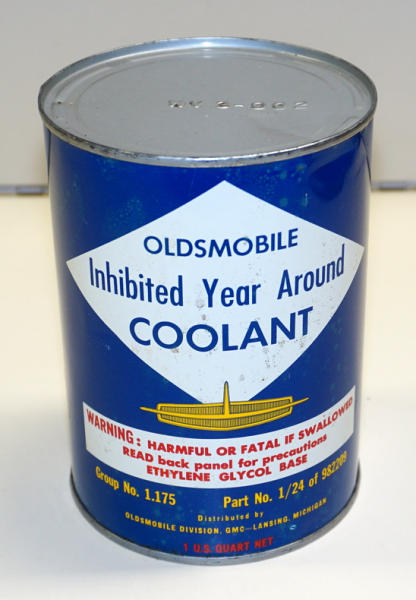 OLDSMOBILE
Inhibited Year Around
COOLANT
WARNING: HARMFUL OR FATAL IF SWALLOWED
READ back panel for precautions
ETHYLENE GLYCOL BASE
Group No. 1.175 Part No. 1/24 of 982209
Distributed by
OLDSMOBILE DIVISION, GMC—LANSING, MICHIGAN
1 U.S. QUART NET